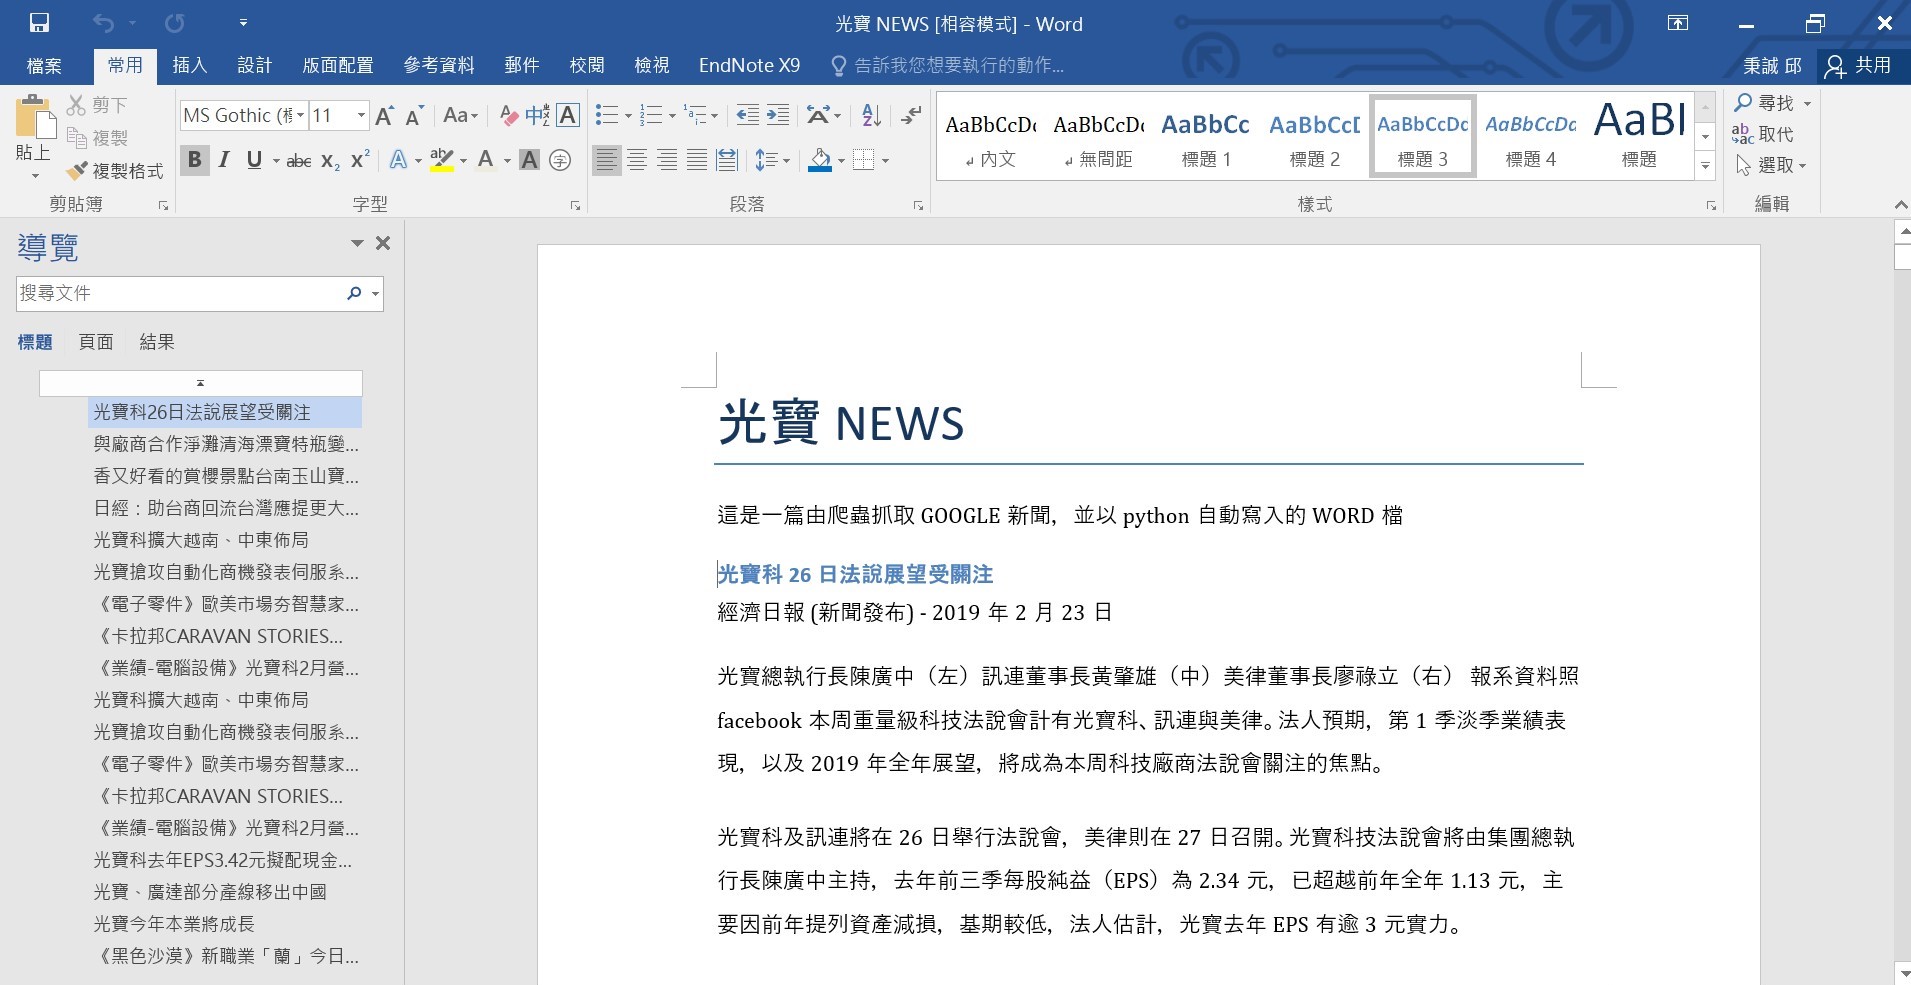 光寶 NEWS [相容模式] - Word
檔案 常用 插入 設計 版面配置 參考資料 郵件 校閱 檢視 EndNote X9 告訴我您想要執行的動作... 秉誠 邱 共用
貼上 剪下 複製 複製格式
剪貼簿
MS Gothic (標 11
字型
段落
AaBbCcDc AaBbCcDc AaBbCc AaBbCcD AaBbCcDc AaBbCcDc AaBl
內文 無間距 標題 1 標題 2 標題 3 標題 4 標題
樣式
尋找
取代
選取
編輯
導覽
搜尋文件
標題 頁面 結果
光寶科26日法說展望受關注
與廠商合作淨灘清海漂寶特瓶變...
香又好看的賞櫻景點台南玉山寶...
日經：助台商回流台灣應提更大...
光寶科擴大越南、中東佈局
光寶搶攻自動化商機發表伺服系...
《電子零件》歐美市場夯智慧家...
《卡拉邦CARAVAN STORIES...
《業績-電腦設備》光寶科2月營...
光寶科擴大越南、中東佈局
光寶搶攻自動化商機發表伺服系...
《電子零件》歐美市場夯智慧家...
《卡拉邦CARAVAN STORIES...
《業績-電腦設備》光寶科2月營...
光寶科去年EPS3.42元擬配現金...
光寶、廣達部分產線移出中國
光寶今年本業將成長
《黑色沙漠》新職業「蘭」今日...
光寶 NEWS
這是一篇由爬蟲抓取 GOOGLE 新聞，並以 python 自動寫入的 WORD 檔
光寶科 26 日法說展望受關注
經濟日報 (新聞發布) - 2019 年 2 月 23 日
光寶總執行長陳廣中（左）訊連董事長黃肇雄（中）美律董事長廖祿立（右） 報系資料照
facebook 本周重量級科技法說會計有光寶科、訊連與美律。法人預期，第 1 季淡季業績表
現，以及 2019 年全年展望，將成為本周科技廠商法說會關注的焦點。
光寶科及訊連將在 26 日舉行法說會，美律則在 27 日召開。光寶科技法說會將由集團總執
行長陳廣中主持，去年前三季每股純益（EPS）為 2.34 元，已超越前年全年 1.13 元，主
要因前年提列資產減損，基期較低，法人估計，光寶去年 EPS 有逾 3 元實力。